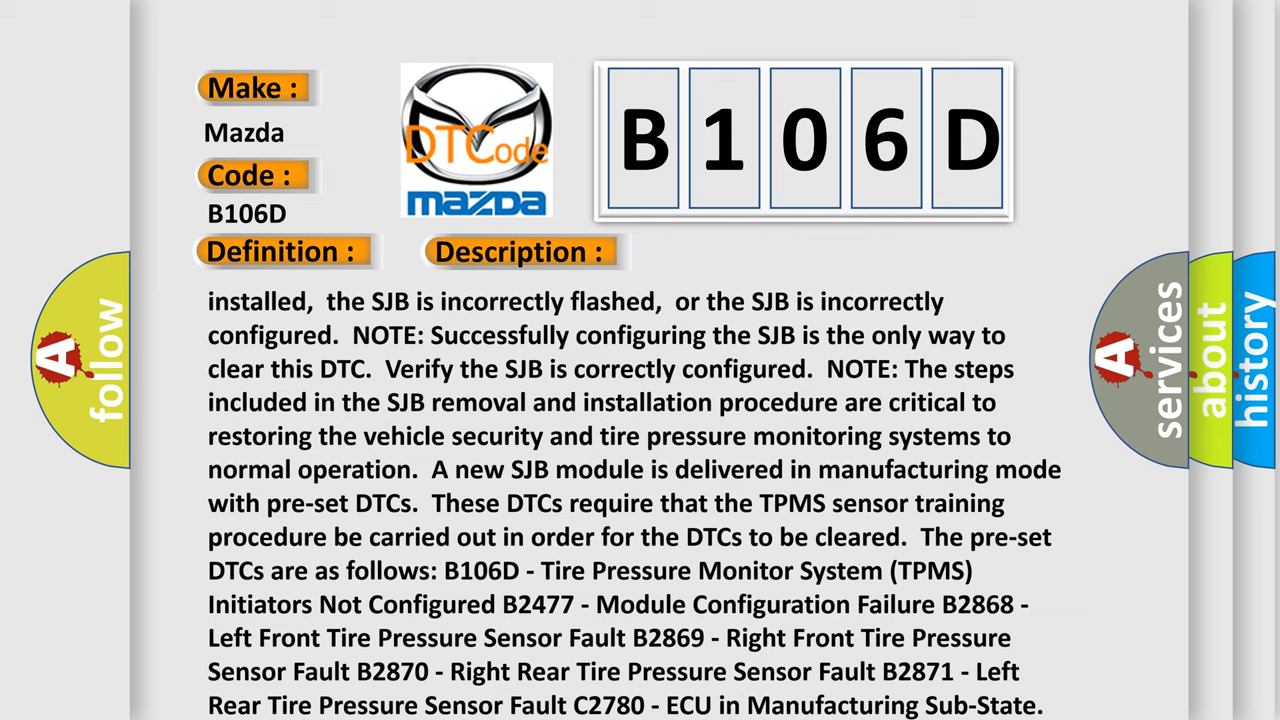 Make :
Mazda
Code :
B106D
Definition :
Description :
DTCode
mazda
B 1 0 6 D
installed,  the SJB is incorrectly flashed,  or the SJB is incorrectly
configured.  NOTE: Successfully configuring the SJB is the only way to
clear this DTC.  Verify the SJB is correctly configured.  NOTE: The steps
included in the SJB removal and installation procedure are critical to
restoring the vehicle security and tire pressure monitoring systems to
normal operation.  A new SJB module is delivered in manufacturing mode
with pre-set DTCs.  These DTCs require that the TPMS sensor training
procedure be carried out in order for the DTCs to be cleared.  The pre-set
DTCs are as follows: B106D - Tire Pressure Monitor System (TPMS)
Initiators Not Configured B2477 - Module Configuration Failure B2868 -
Left Front Tire Pressure Sensor Fault B2869 - Right Front Tire Pressure
Sensor Fault B2870 - Right Rear Tire Pressure Sensor Fault B2871 - Left
Rear Tire Pressure Sensor Fault C2780 - ECU in Manufacturing Sub-State.
A
follow
A
services
about
history